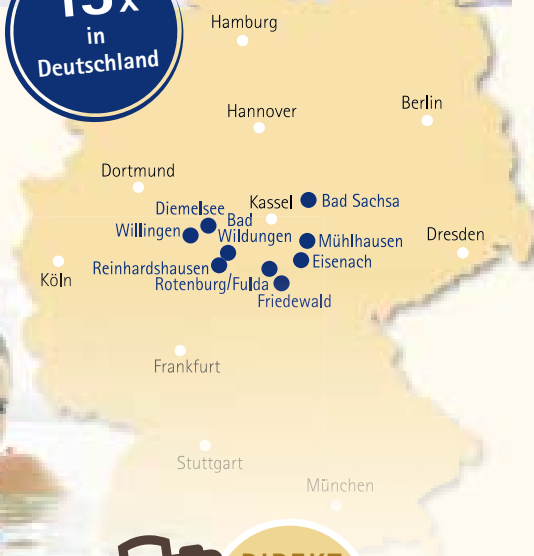 x
in
Deutschland
Hamburg
Hannover
Berlin
Dortmund
Diemelsee
Kassel
Bad Sachsa
Willingen
Bad
Wildungen
Mühlhausen
Dresden
Reinhardshausen
Eisenach
Köln
Rotenburg/Fulda
Friedewald
Frankfurt
Stuttgart
München
DIREKT